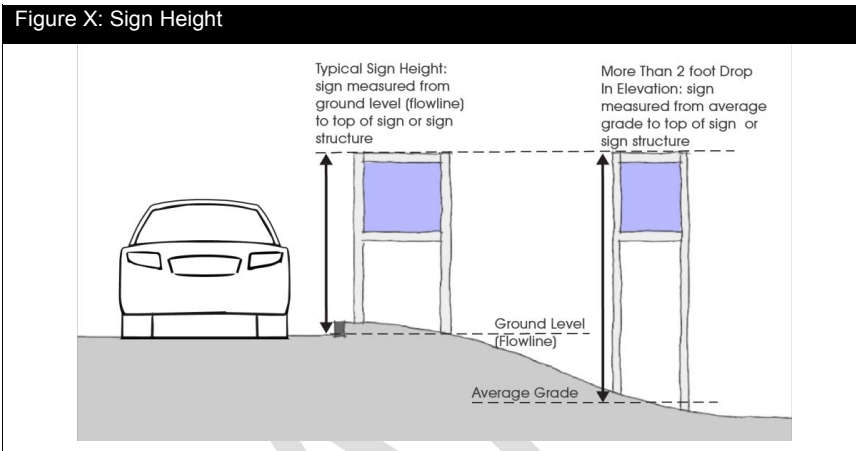 Figure X: Sign Height
Typical Sign Height:
sign measured from
ground level (flowline)
to top of sign or sign
structure
More Than 2 foot Drop
In Elevation: sign
measured from average
grade to top of sign or
sign structure
Ground Level
(Flowline)
Average Grade